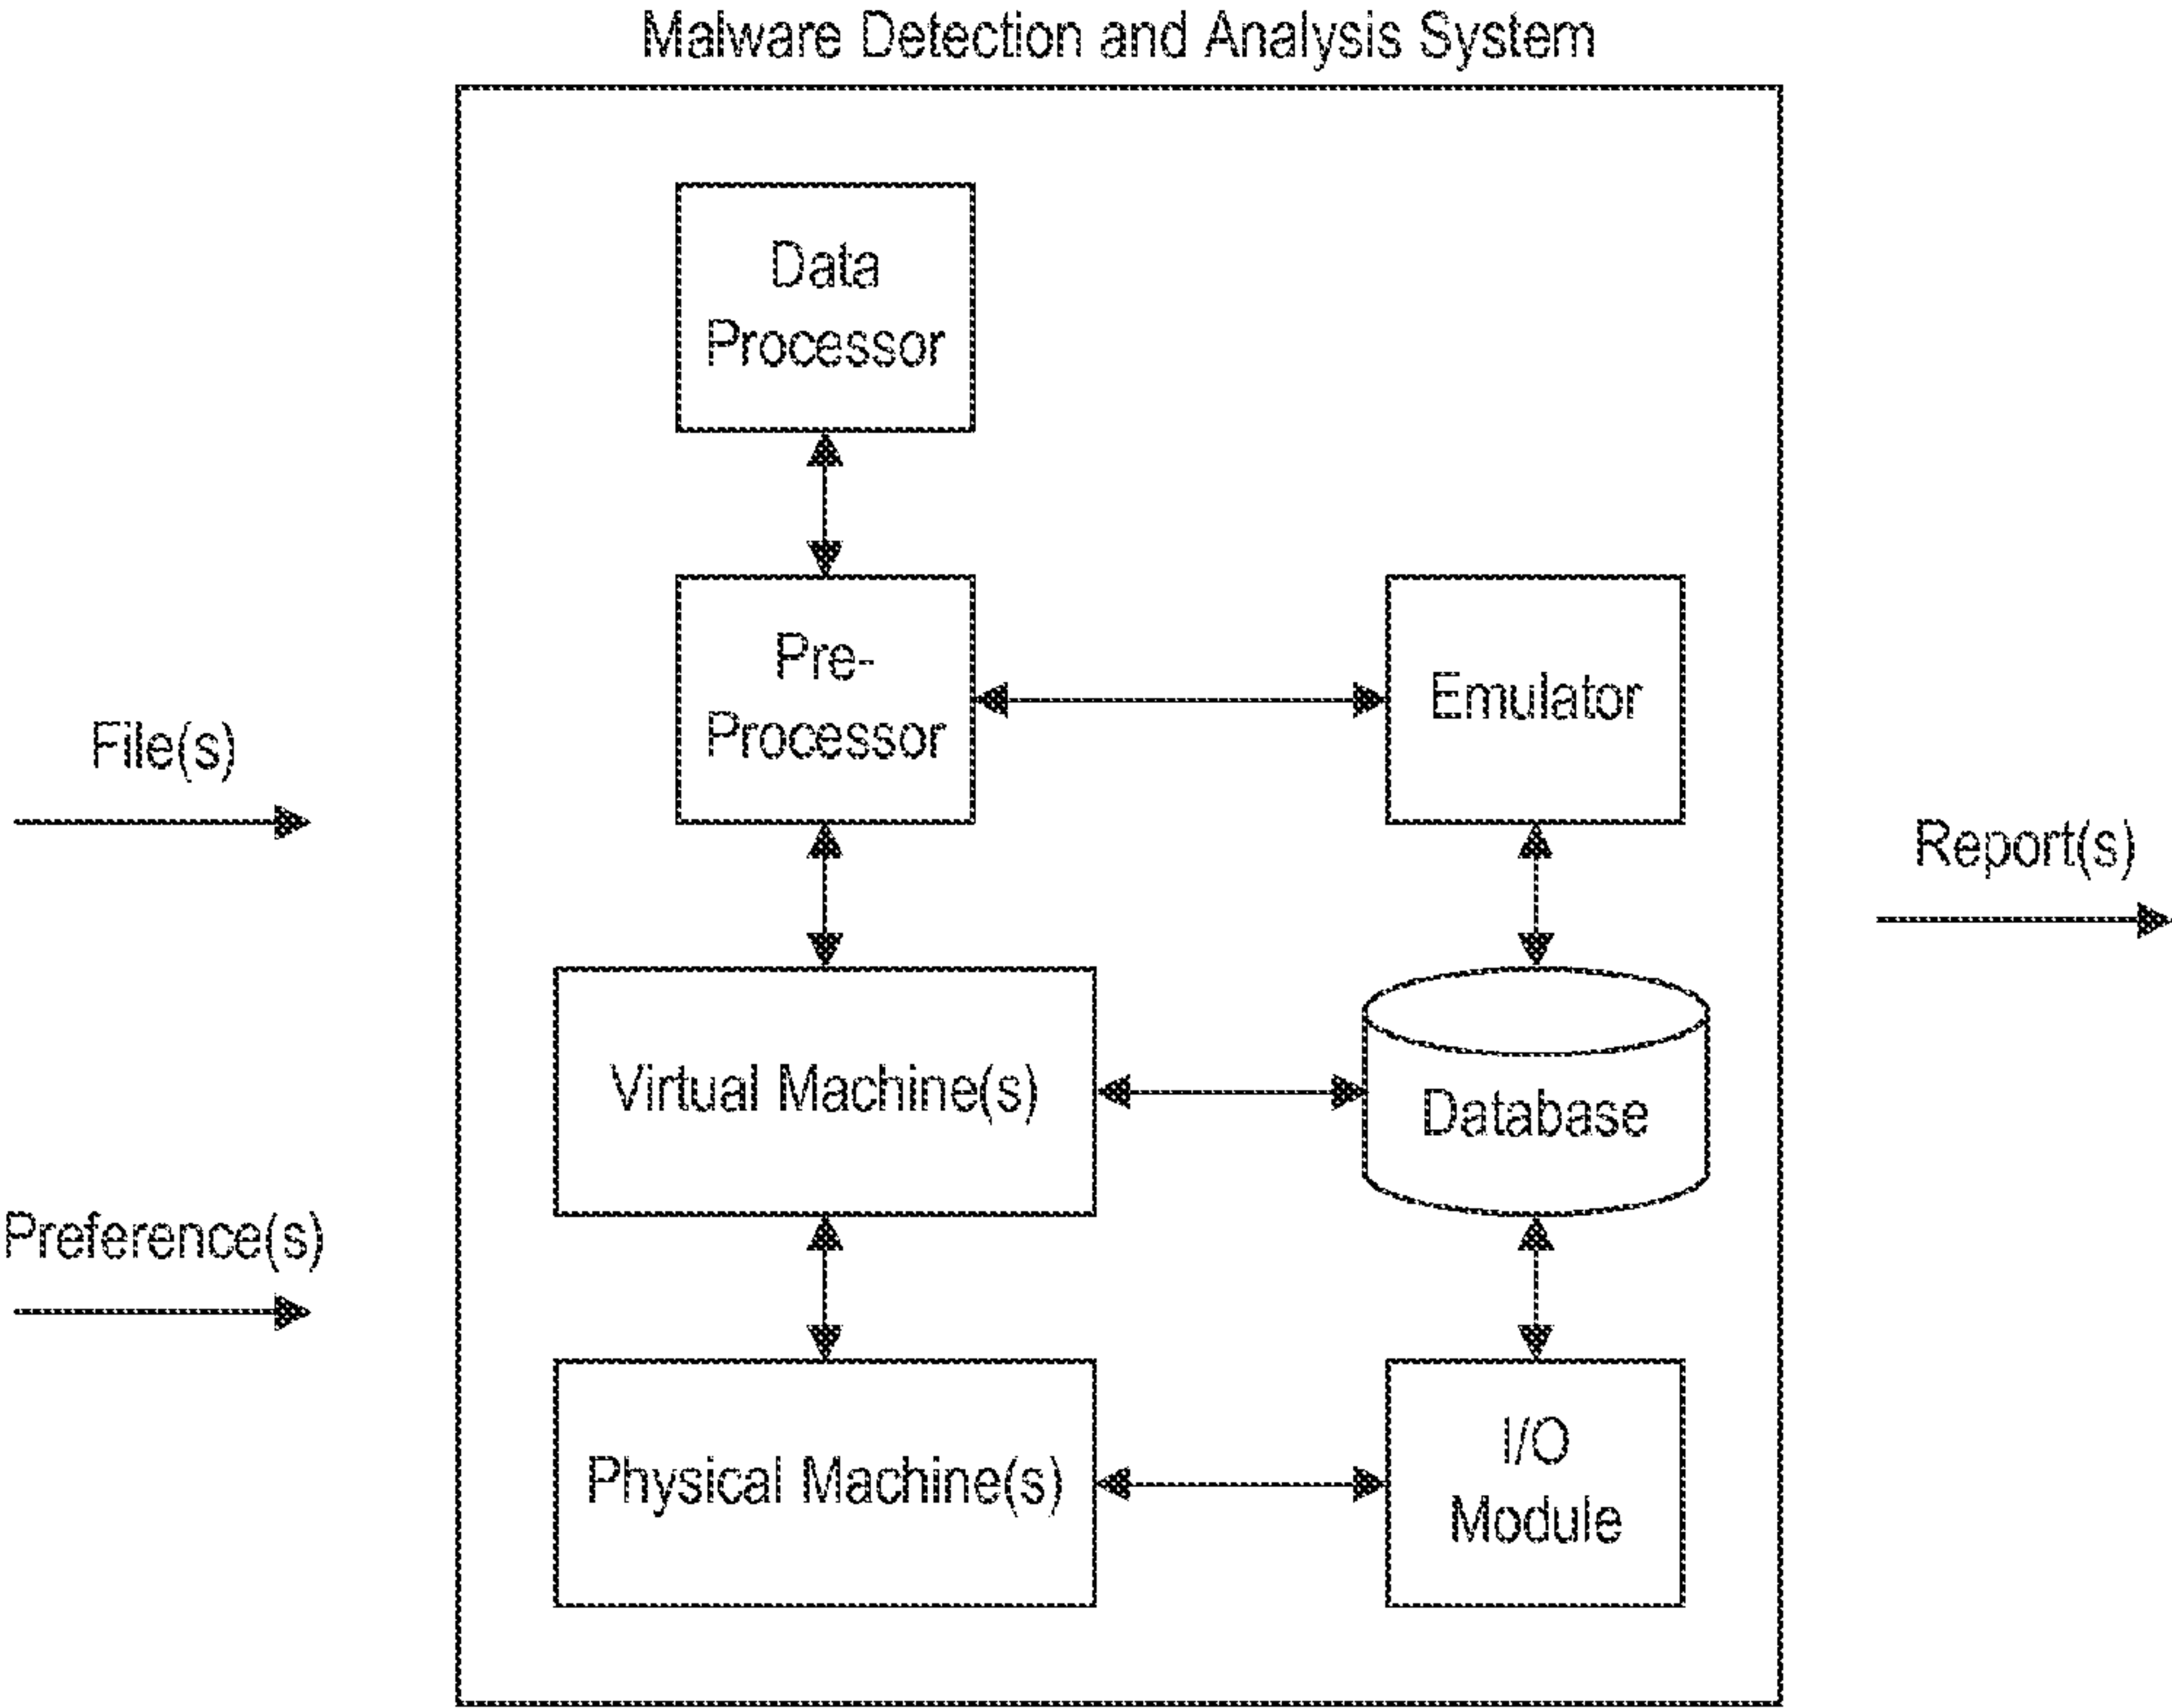 Malware Detection and Analysis System
Data
Processor
Pre-
Processor
Emulator
File(s)
Report(s)
Virtual Machine(s)
Database
Preference(s)
Physical Machine(s)
I/O
Module